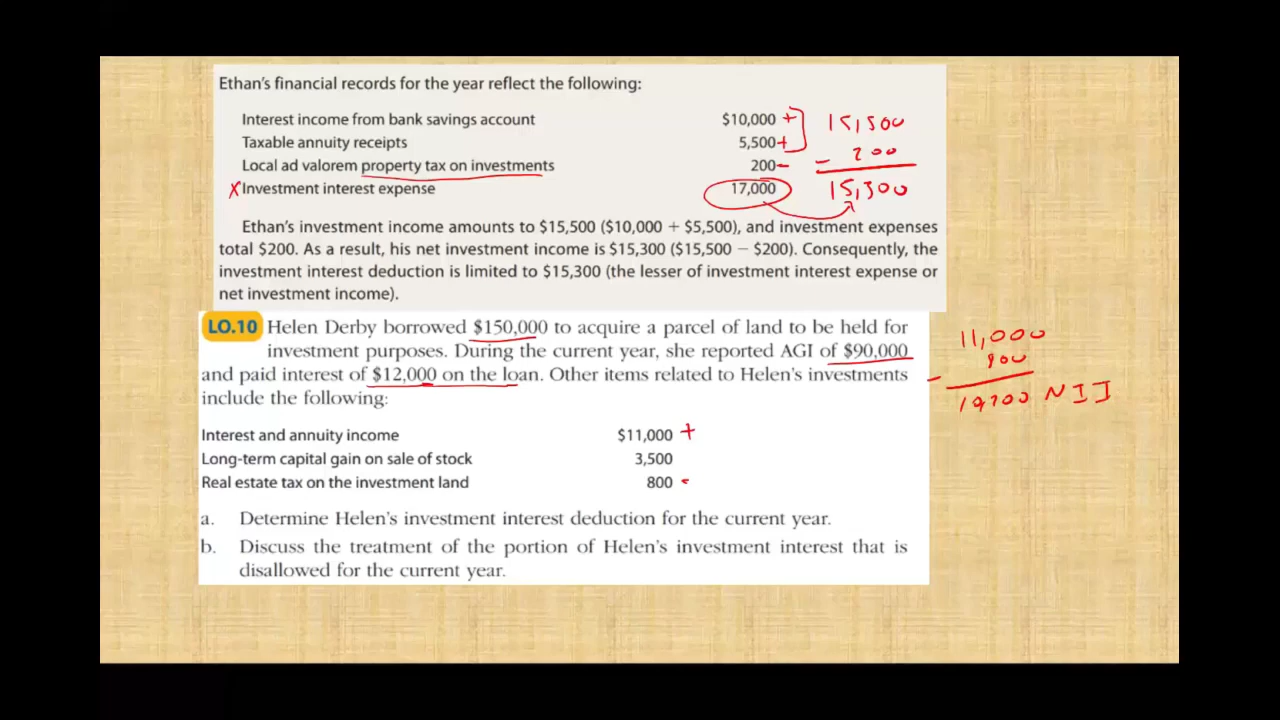 Ethan's financial records for the year reflect the following:
Interest income from bank savings account $10,000 +
Taxable annuity receipts 5,500 +
Local ad valorem property tax on investments 200 -
X Investment interest expense 17,000
15,500
- 200
15,300
Ethan's investment income amounts to $15,500 ($10,000 + $5,500), and investment expenses
total $200. As a result, his net investment income is $15,300 ($15,500 − $200). Consequently, the
investment interest deduction is limited to $15,300 (the lesser of investment interest expense or
net investment income).
LO.10 Helen Derby borrowed $150,000 to acquire a parcel of land to be held for
investment purposes. During the current year, she reported AGI of $90,000
and paid interest of $12,000 on the loan. Other items related to Helen's investments
include the following:
Interest and annuity income $11,000 +
Long-term capital gain on sale of stock 3,500
Real estate tax on the investment land 800 -
11,000
- 800
10,200 NII
a. Determine Helen's investment interest deduction for the current year.
b. Discuss the treatment of the portion of Helen's investment interest that is
disallowed for the current year.